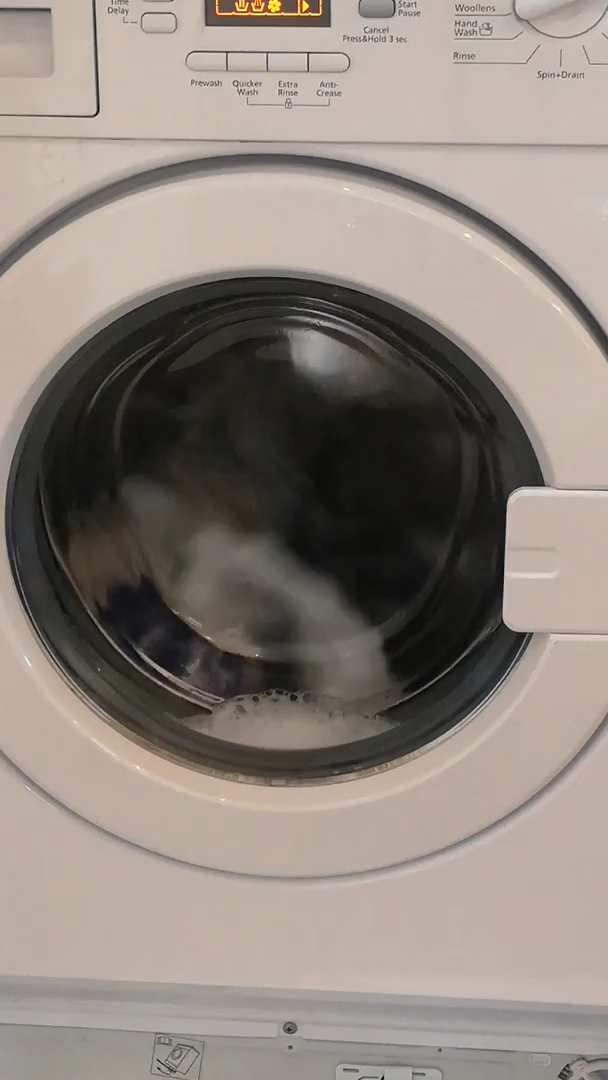 Time
Delay
Start
Pause
Cancel
Press&Hold 3 sec.
Prewash
Quicker
Wash
Extra
Rinse
Anti-
Crease
Woollens
Hand
Wash
Rinse
Spin+Drain